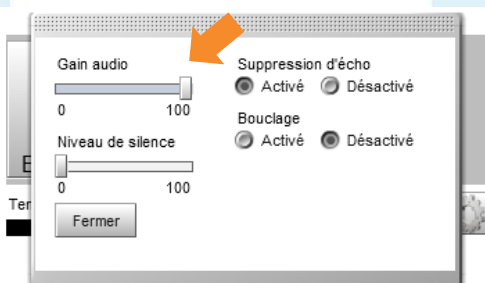 Gain audio
0 100
Niveau de silence
0 100
Fermer
Suppression d'écho
Activé Désactivé
Bouclage
Activé Désactivé